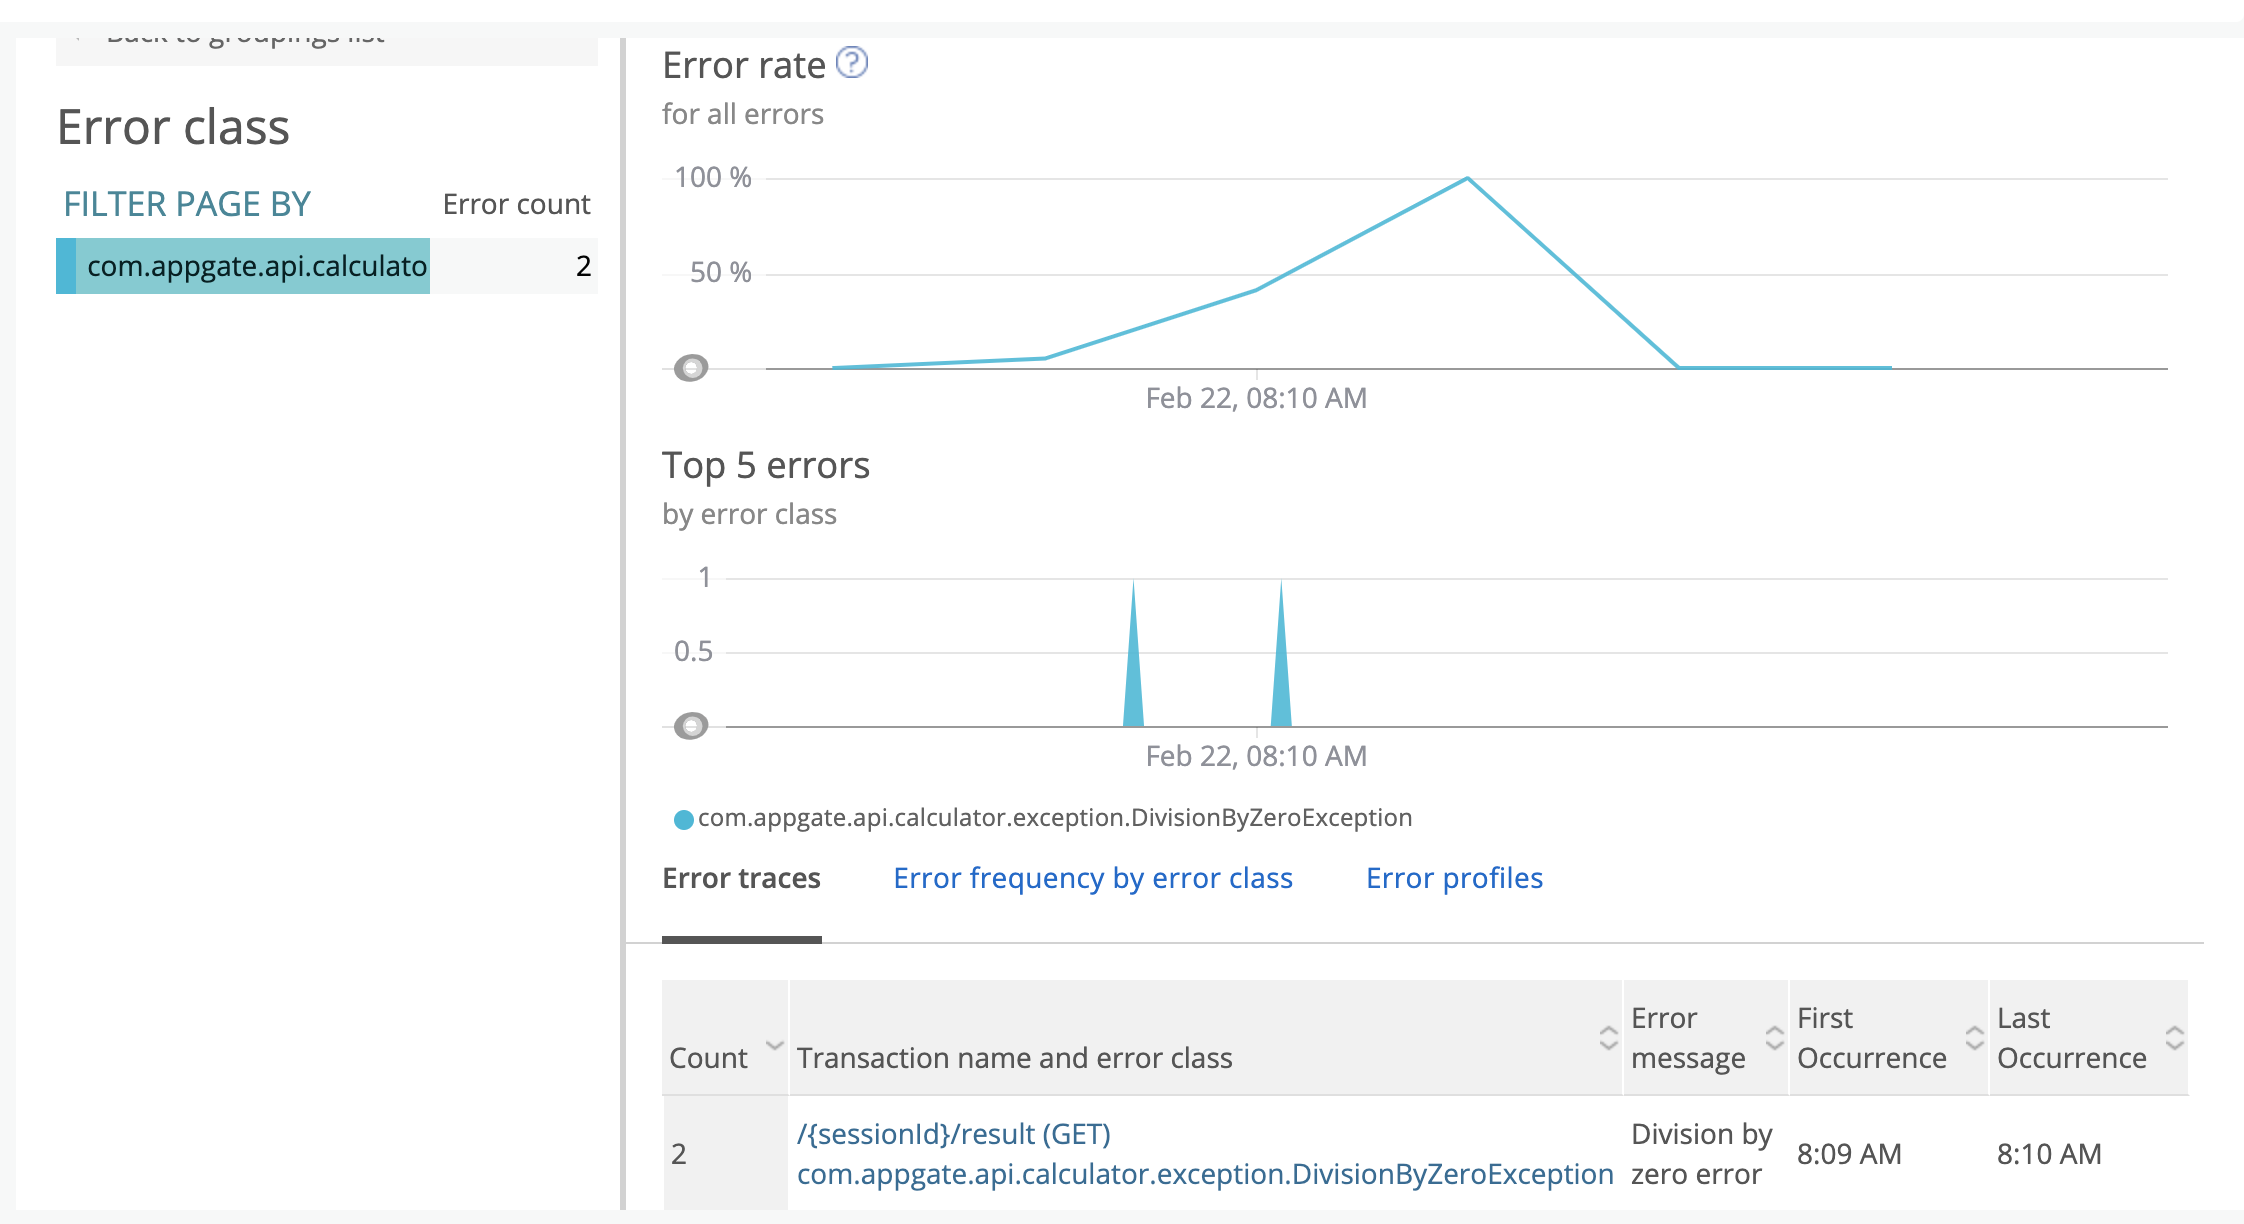 Back to groupings list
Error class
FILTER PAGE BY
Error count
com.appgate.api.calculato
2
Error rate ?
for all errors
100 %
50 %
Feb 22, 08:10 AM
Top 5 errors
by error class
1
0.5
Feb 22, 08:10 AM
com.appgate.api.calculator.exception.DivisionByZeroException
Error traces
Error frequency by error class
Error profiles
Count
Transaction name and error class
Error
message
First
Occurrence
Last
Occurrence
2
/{sessionId}/result (GET)
com.appgate.api.calculator.exception.DivisionByZeroException
Division by
zero error
8:09 AM
8:10 AM